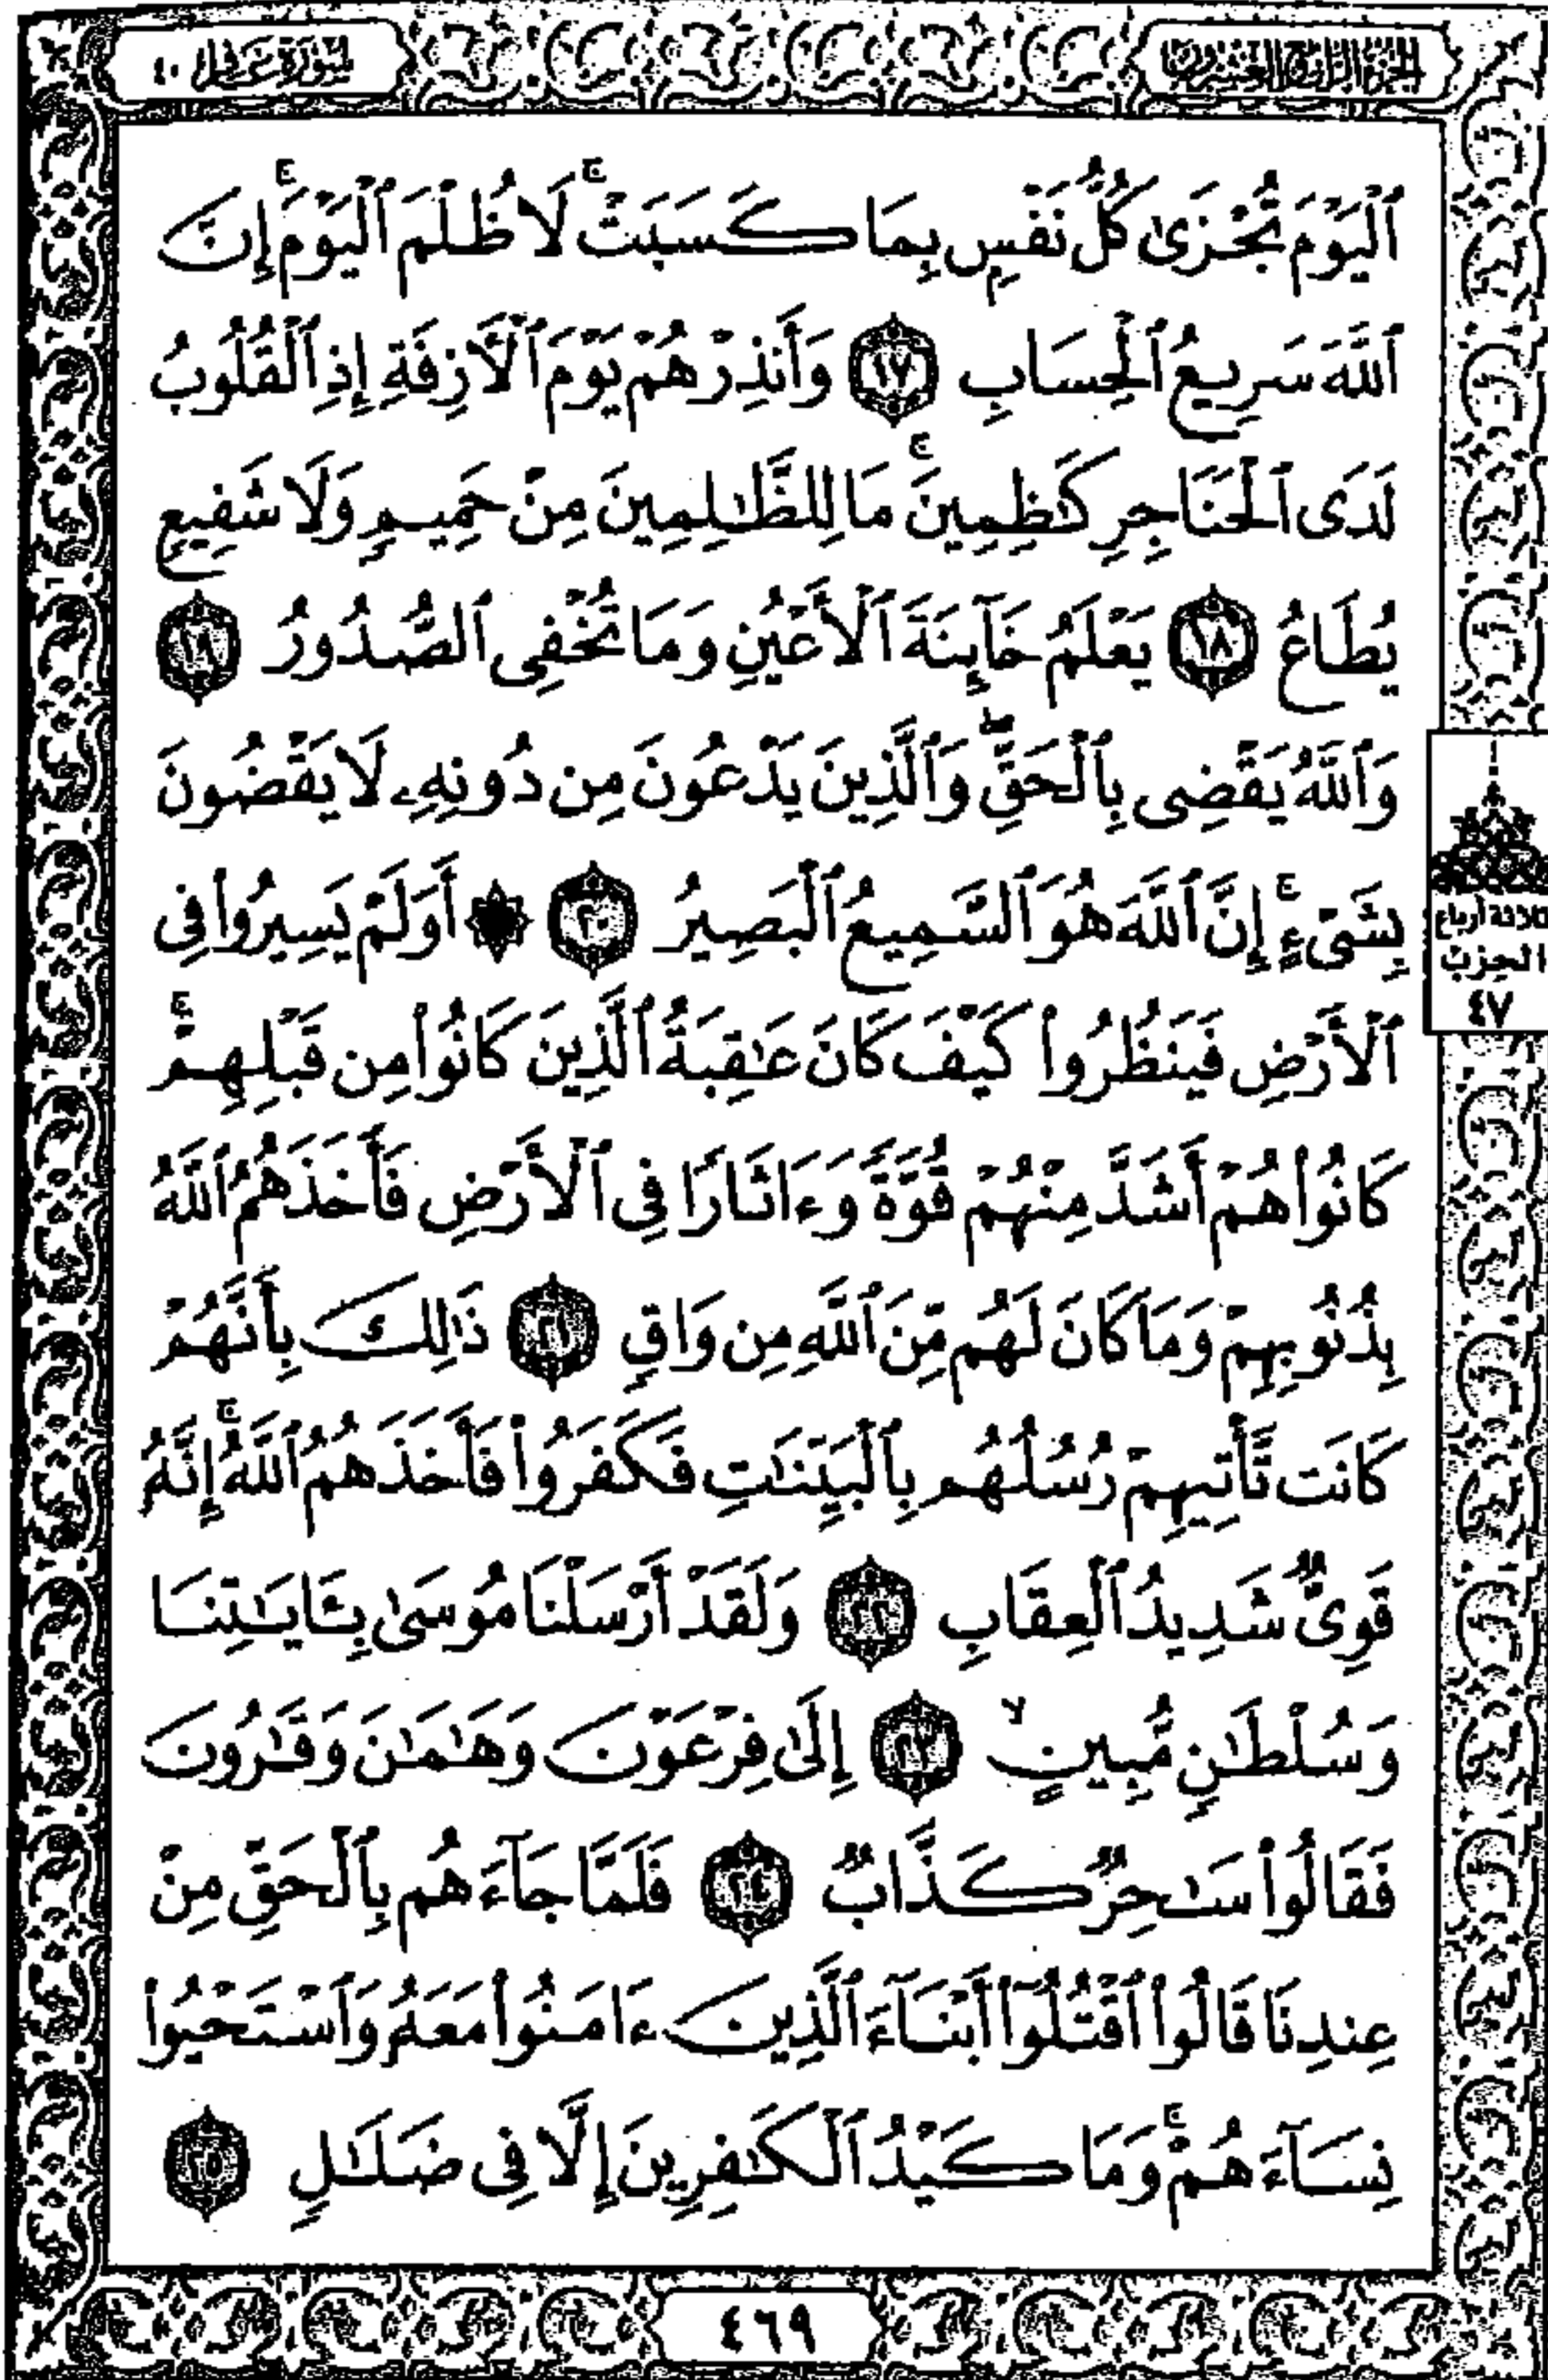 الجزء الرابع والعشرون
سورة غافر ٤٠
ٱلْيَوْمَ تُجْزَىٰ كُلُّ نَفْسٍۭ بِمَا كَسَبَتْ ۚ لَا ظُلْمَ ٱلْيَوْمَ ۚ إِنَّ
ٱللَّهَ سَرِيعُ ٱلْحِسَابِ ١٧ وَأَنذِرْهُمْ يَوْمَ ٱلْـَٔازِفَةِ إِذِ ٱلْقُلُوبُ
لَدَى ٱلْحَنَاجِرِ كَـٰظِمِينَ ۚ مَا لِلظَّـٰلِمِينَ مِنْ حَمِيمٍ وَلَا شَفِيعٍ
يُطَاعُ ١٨ يَعْلَمُ خَآئِنَةَ ٱلْأَعْيُنِ وَمَا تُخْفِى ٱلصُّدُورُ ١٩
وَٱللَّهُ يَقْضِى بِٱلْحَقِّ ۖ وَٱلَّذِينَ يَدْعُونَ مِن دُونِهِۦ لَا يَقْضُونَ
بِشَىْءٍ ۗ إِنَّ ٱللَّهَ هُوَ ٱلسَّمِيعُ ٱلْبَصِيرُ ٢٠ ۞ أَوَلَمْ يَسِيرُوا۟ فِى
ٱلْأَرْضِ فَيَنظُرُوا۟ كَيْفَ كَانَ عَـٰقِبَةُ ٱلَّذِينَ كَانُوا۟ مِن قَبْلِهِمْ ۚ
كَانُوا۟ هُمْ أَشَدَّ مِنْهُمْ قُوَّةً وَءَاثَارًا فِى ٱلْأَرْضِ فَأَخَذَهُمُ ٱللَّهُ
بِذُنُوبِهِمْ وَمَا كَانَ لَهُم مِّنَ ٱللَّهِ مِن وَاقٍ ٢١ ذَٰلِكَ بِأَنَّهُمْ
كَانَت تَّأْتِيهِمْ رُسُلُهُم بِٱلْبَيِّنَـٰتِ فَكَفَرُوا۟ فَأَخَذَهُمُ ٱللَّهُ ۚ إِنَّهُۥ
قَوِىٌّ شَدِيدُ ٱلْعِقَابِ ٢٢ وَلَقَدْ أَرْسَلْنَا مُوسَىٰ بِـَٔايَـٰتِنَا
وَسُلْطَـٰنٍ مُّبِينٍ ۙ ٢٣ إِلَىٰ فِرْعَوْنَ وَهَـٰمَـٰنَ وَقَـٰرُونَ
فَقَالُوا۟ سَـٰحِرٌ كَذَّابٌ ٢٤ فَلَمَّا جَآءَهُم بِٱلْحَقِّ مِنْ
عِندِنَا قَالُوا۟ ٱقْتُلُوٓا۟ أَبْنَآءَ ٱلَّذِينَ ءَامَنُوا۟ مَعَهُۥ وَٱسْتَحْيُوا۟
نِسَآءَهُمْ ۚ وَمَا كَيْدُ ٱلْكَـٰفِرِينَ إِلَّا فِى ضَلَـٰلٍ ٢٥
ثلاثة أرباع
الحزب
٤٧
٤٦٩